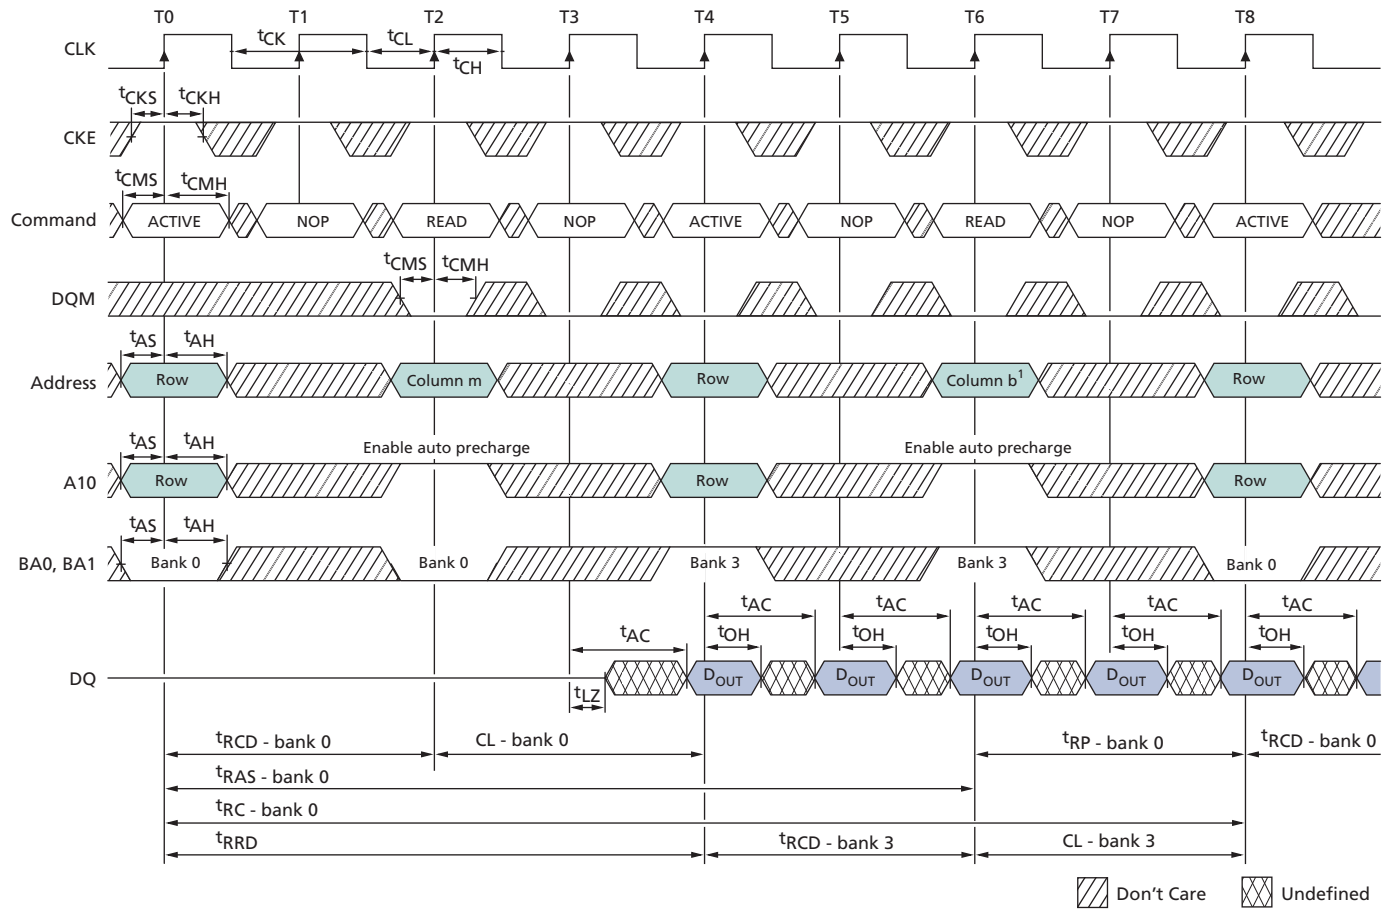 T0 T1 T2 T3 T4 T5 T6 T7 T8
CLK
tCK tCL
tCH
tCKS tCKH
CKE
tCMS tCMH
Command ACTIVE NOP READ NOP ACTIVE NOP READ NOP ACTIVE
tCMS tCMH
DQM
tAS tAH
Address Row Column m Row Column b1 Row
tAS tAH Enable auto precharge Enable auto precharge
A10 Row Row Row
tAS tAH
BA0, BA1 Bank 0 Bank 0 Bank 3 Bank 3 Bank 0
tAC tAC tAC tAC tAC
tAC tOH tOH tOH tOH tOH
DQ DOUT DOUT DOUT DOUT DOUT
tLZ
tRCD - bank 0 CL - bank 0 tRP - bank 0 tRCD - bank 0
tRAS - bank 0
tRC - bank 0
tRRD tRCD - bank 3 CL - bank 3
Don't Care Undefined